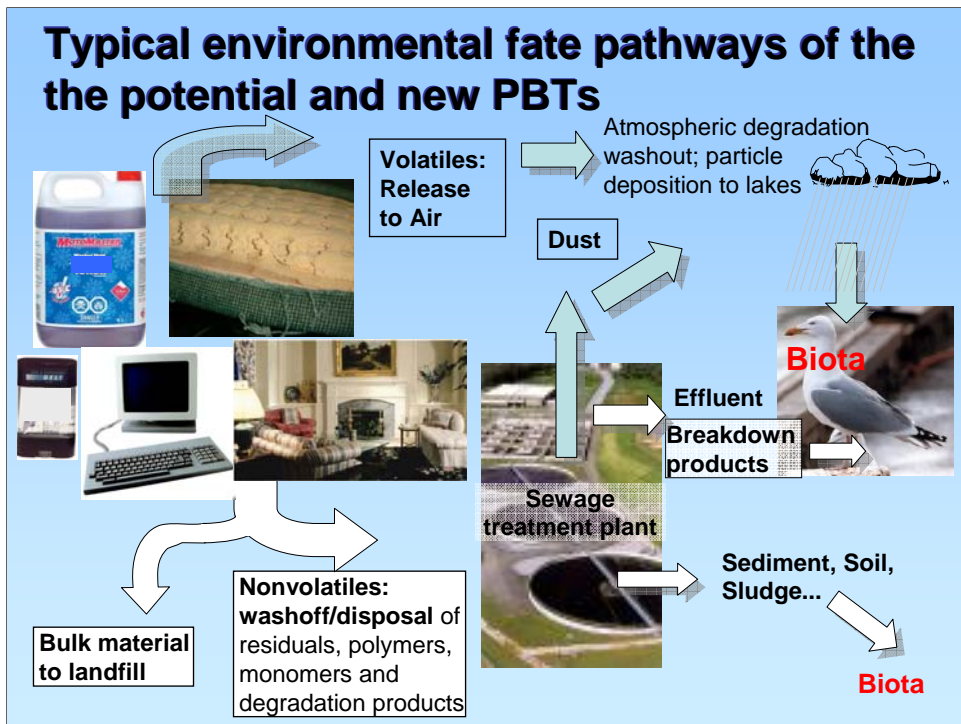 Typical environmental fate pathways of the
the potential and new PBTs
Volatiles:
Release
to Air
Atmospheric degradation
washout; particle
deposition to lakes
Dust
MotoMaster
Biota
Effluent
Breakdown
products
Sewage
treatment plant
Sediment, Soil,
Sludge...
Biota
Nonvolatiles:
washoff/disposal of
residuals, polymers,
monomers and
degradation products
Bulk material
to landfill